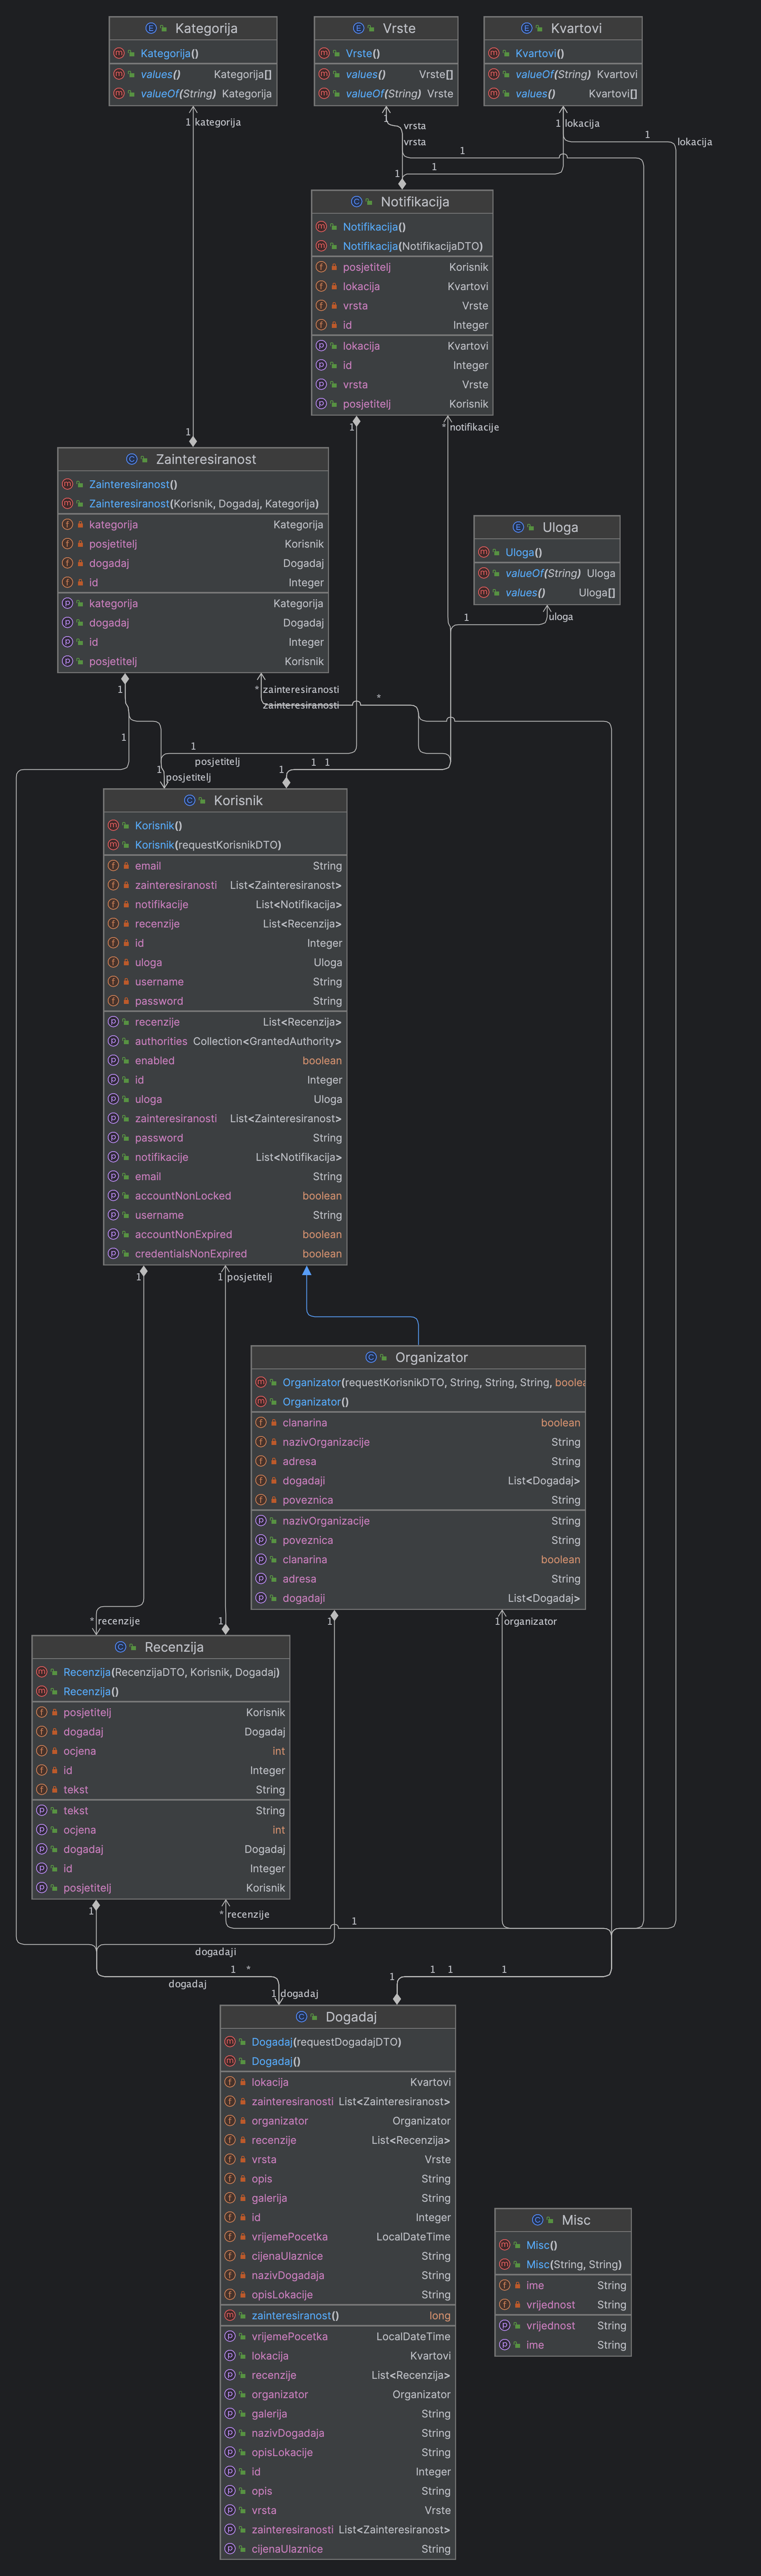 Kategorija
Kategorija()
values() Kategorija[]
valueOf(String) Kategorija
Vrste
Vrste()
values() Vrste[]
valueOf(String) Vrste
Kvartovi
Kvartovi()
valueOf(String) Kvartovi
values() Kvartovi[]
1 kategorija
1
vrsta
vrsta
1 lokacija
1
lokacija
1
1
1
Notifikacija
Notifikacija()
Notifikacija(NotifikacijaDTO)
posjetitelj Korisnik
lokacija Kvartovi
vrsta Vrste
id Integer
lokacija Kvartovi
id Integer
vrsta Vrste
posjetitelj Korisnik
1
* notifikacije
1
Zainteresiranost
Zainteresiranost()
Zainteresiranost(Korisnik, Dogadaj, Kategorija)
kategorija Kategorija
posjetitelj Korisnik
dogadaj Dogadaj
id Integer
kategorija Kategorija
dogadaj Dogadaj
id Integer
posjetitelj Korisnik
Uloga
Uloga()
valueOf(String) Uloga
values() Uloga[]
1
uloga
1
* zainteresiranosti
*
zainteresiranosti
1
1
posjetitelj
1
posjetitelj
1
1 1
Korisnik
Korisnik()
Korisnik(requestKorisnikDTO)
email String
zainteresiranosti List<Zainteresiranost>
notifikacije List<Notifikacija>
recenzije List<Recenzija>
id Integer
uloga Uloga
username String
password String
recenzije List<Recenzija>
authorities Collection<GrantedAuthority>
enabled boolean
id Integer
uloga Uloga
zainteresiranosti List<Zainteresiranost>
password String
notifikacije List<Notifikacija>
email String
accountNonLocked boolean
username String
accountNonExpired boolean
credentialsNonExpired boolean
1
1 posjetitelj
Organizator
Organizator(requestKorisnikDTO, String, String, String, boolea
Organizator()
clanarina boolean
nazivOrganizacije String
adresa String
dogadaji List<Dogadaj>
poveznica String
nazivOrganizacije String
poveznica String
clanarina boolean
adresa String
dogadaji List<Dogadaj>
* recenzije
1
1
1 organizator
Recenzija
Recenzija(RecenzijaDTO, Korisnik, Dogadaj)
Recenzija()
posjetitelj Korisnik
dogadaj Dogadaj
ocjena int
id Integer
tekst String
tekst String
ocjena int
dogadaj Dogadaj
id Integer
posjetitelj Korisnik
1
* recenzije
1
dogadaji
1 *
dogadaj
1 dogadaj
1
1 1
1
Dogadaj
Dogadaj(requestDogadajDTO)
Dogadaj()
lokacija Kvartovi
zainteresiranosti List<Zainteresiranost>
organizator Organizator
recenzije List<Recenzija>
vrsta Vrste
opis String
galerija String
id Integer
vrijemePocetka LocalDateTime
cijenaUlaznice String
nazivDogadaja String
opisLokacije String
zainteresiranost() long
vrijemePocetka LocalDateTime
lokacija Kvartovi
recenzije List<Recenzija>
organizator Organizator
galerija String
nazivDogadaja String
opisLokacije String
id Integer
opis String
vrsta Vrste
zainteresiranosti List<Zainteresiranost>
cijenaUlaznice String
Misc
Misc()
Misc(String, String)
ime String
vrijednost String
vrijednost String
ime String